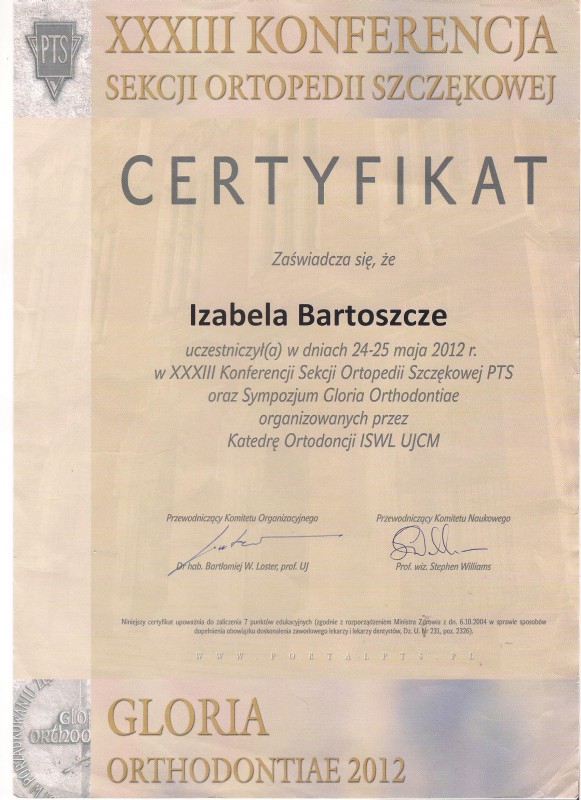 PTS
XXXIII KONFERENCJA
SEKCJI ORTOPEDII SZCZĘKOWEJ
CERTYFIKAT
Zaświadcza się, że
Izabela Bartoszcze
uczestniczył(a) w dniach 24-25 maja 2012 r.
w XXXIII Konferencji Sekcji Ortopedii Szczękowej PTS
oraz Sympozjum Gloria Orthodontiae
organizowanych przez
Katedrę Ortodoncji ISWL UJCM
Przewodniczący Komitetu Organizacyjnego
Dr hab. Bartłomiej W. Loster, prof. UJ
Przewodniczący Komitetu Naukowego
Prof. wiz. Stephen Williams
Niniejszy certyfikat upoważnia do zaliczenia 7 punktów edukacyjnych (zgodnie z rozporządzeniem Ministra Zdrowia z dn. 6.10.2004 w sprawie sposobów
dopełnienia obowiązku doskonalenia zawodowego lekarzy i lekarzy dentystów, Dz. U. Nr 231, poz. 2326).
WWW.PORTALPTS.PL
GLORIA
ORTHODONTIAE 2012